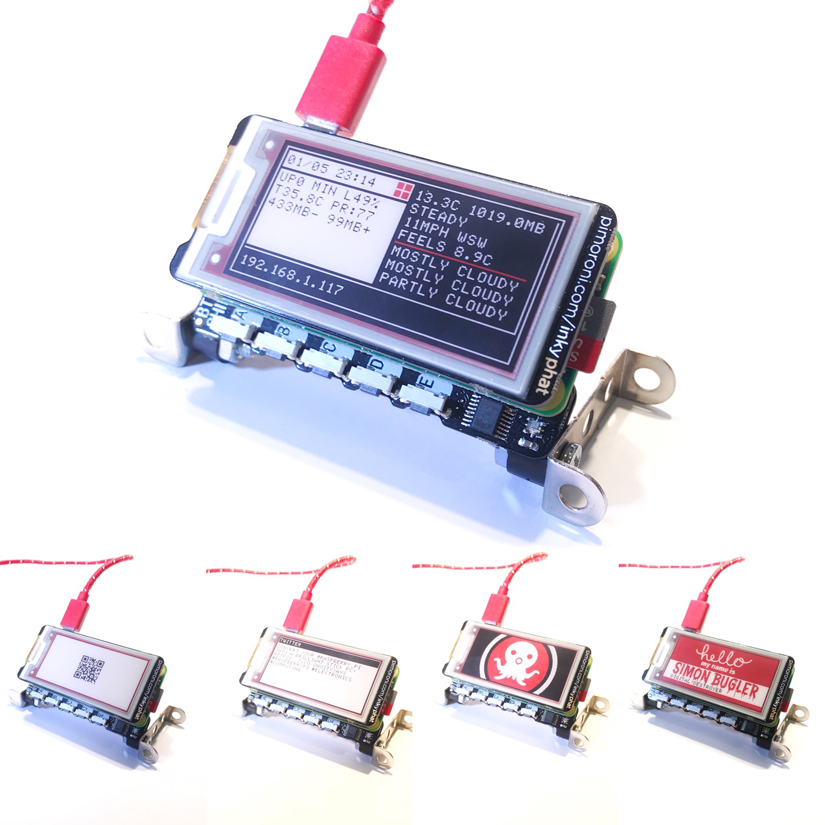 01/05 23:14
UP0 MIN L49%
T35.8C PR:77
433MB- 99MB+
192.168.1.117
13.3C 1019.0MB
STEADY
11MPH WSW
FEELS 8.9C
MOSTLY CLOUDY
MOSTLY CLOUDY
PARTLY CLOUDY
pimoroni.com/inkyphat
A
B
C
D
E
TWITTER
hello
my name is
SIMON BUGLER